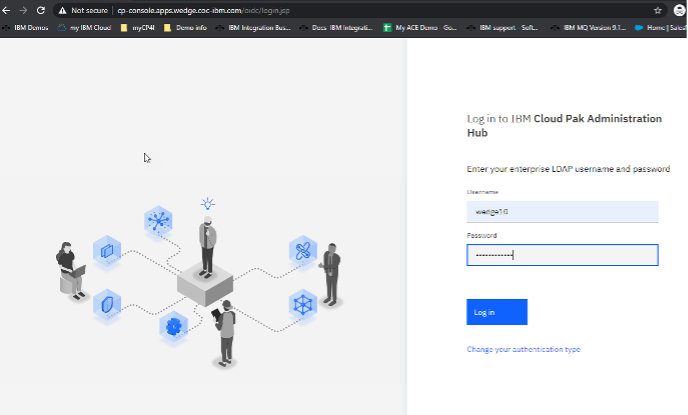 Not secure | cp-console.apps.wedge.coc-ibm.com/oidc/login.jsp
IBM Demos my IBM Cloud myCP4I Demo info IBM Integration Bus... Docs IBM Integrati... My ACE Demo - Go... IBM support - Soft... IBM MQ Version 9.1... Home | Sales
Log in to IBM Cloud Pak Administration
Hub
Enter your enterprise LDAP username and password
Username
Password
Log in
Change your authentication type